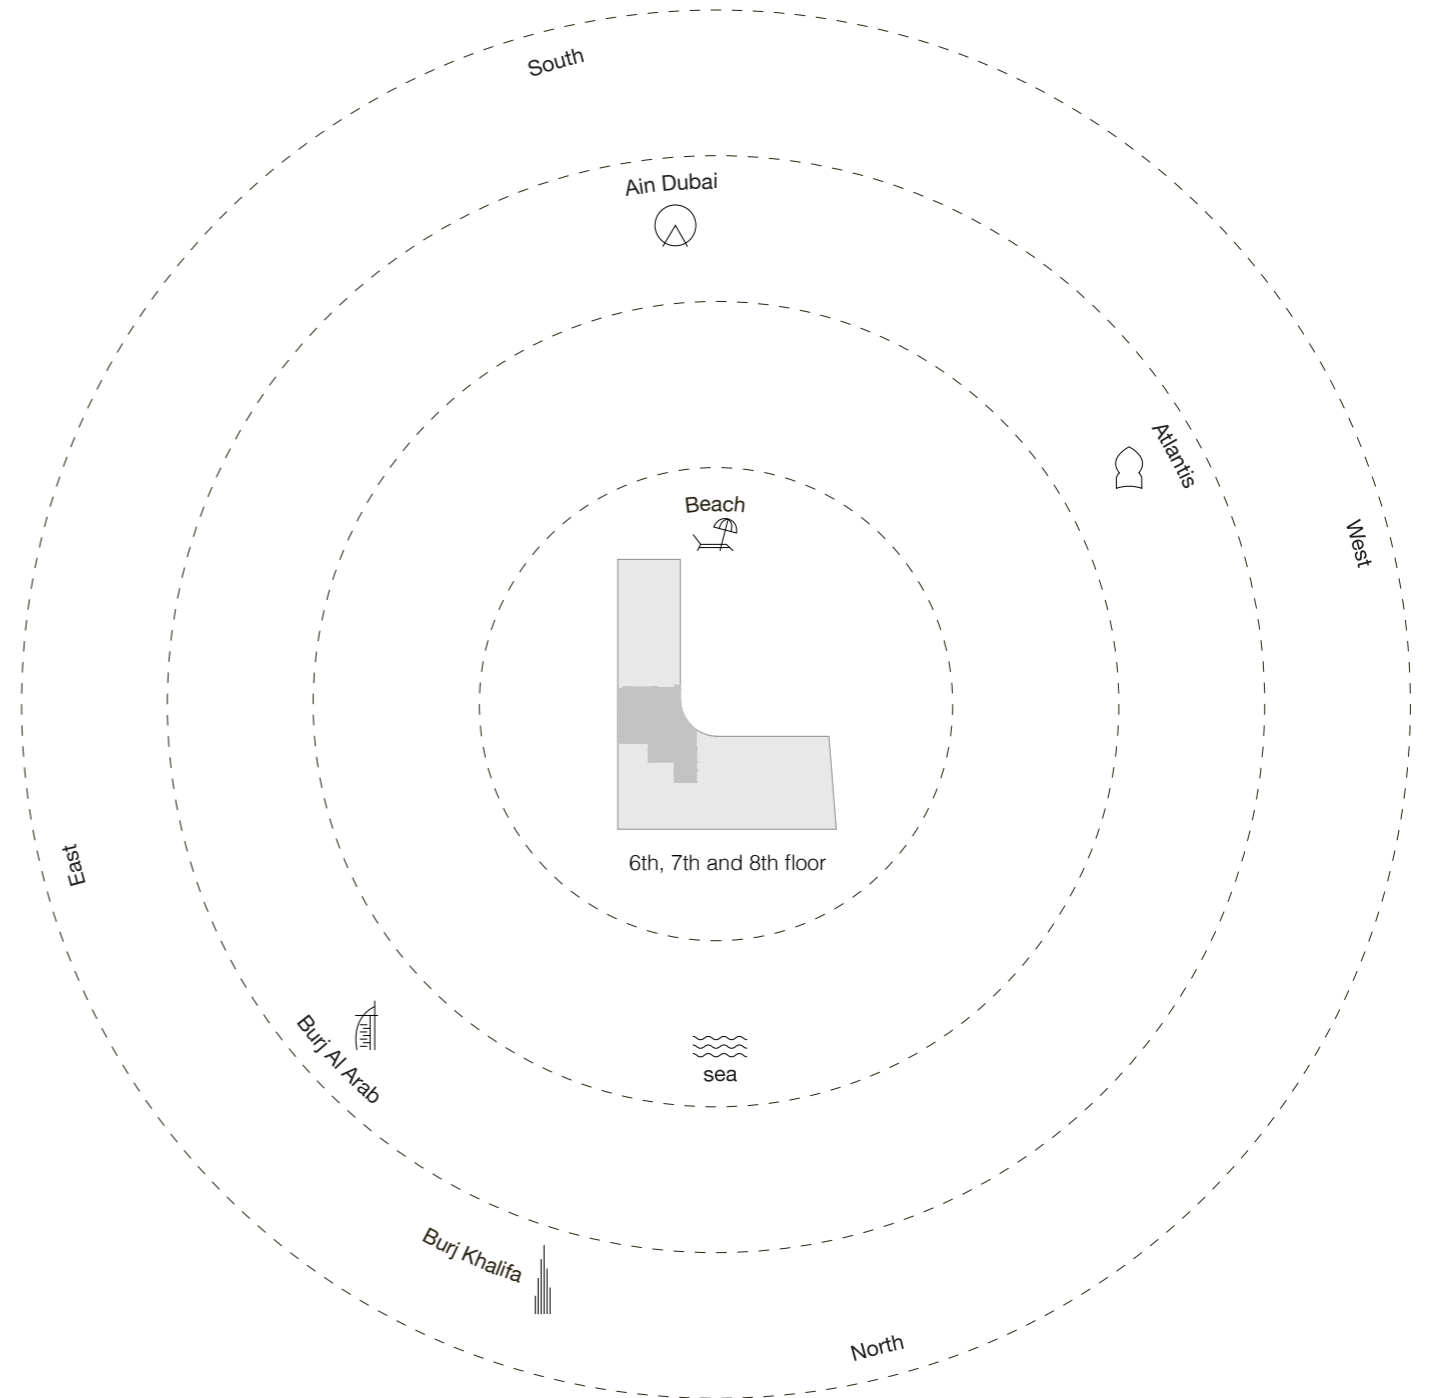 South
Ain Dubai
Atlantis
Beach
West
6th, 7th and 8th floor
East
Burj Al Arab
sea
Burj Khalifa
North